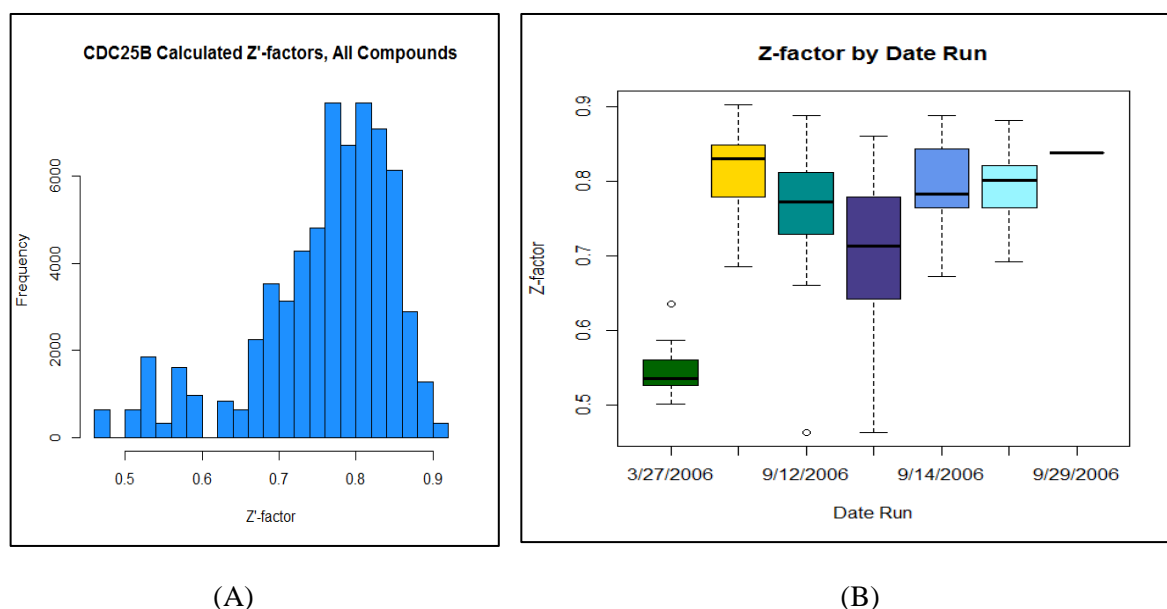 CDC25B Calculated Z'-factors, All Compounds
Frequency
0
2000
4000
6000
0.5 0.6 0.7 0.8 0.9
Z'-factor
Z-factor by Date Run
Z-factor
0.9
0.8
0.7
0.6
0.5
3/27/2006 9/12/2006 9/14/2006 9/29/2006
Date Run
(A) (B)